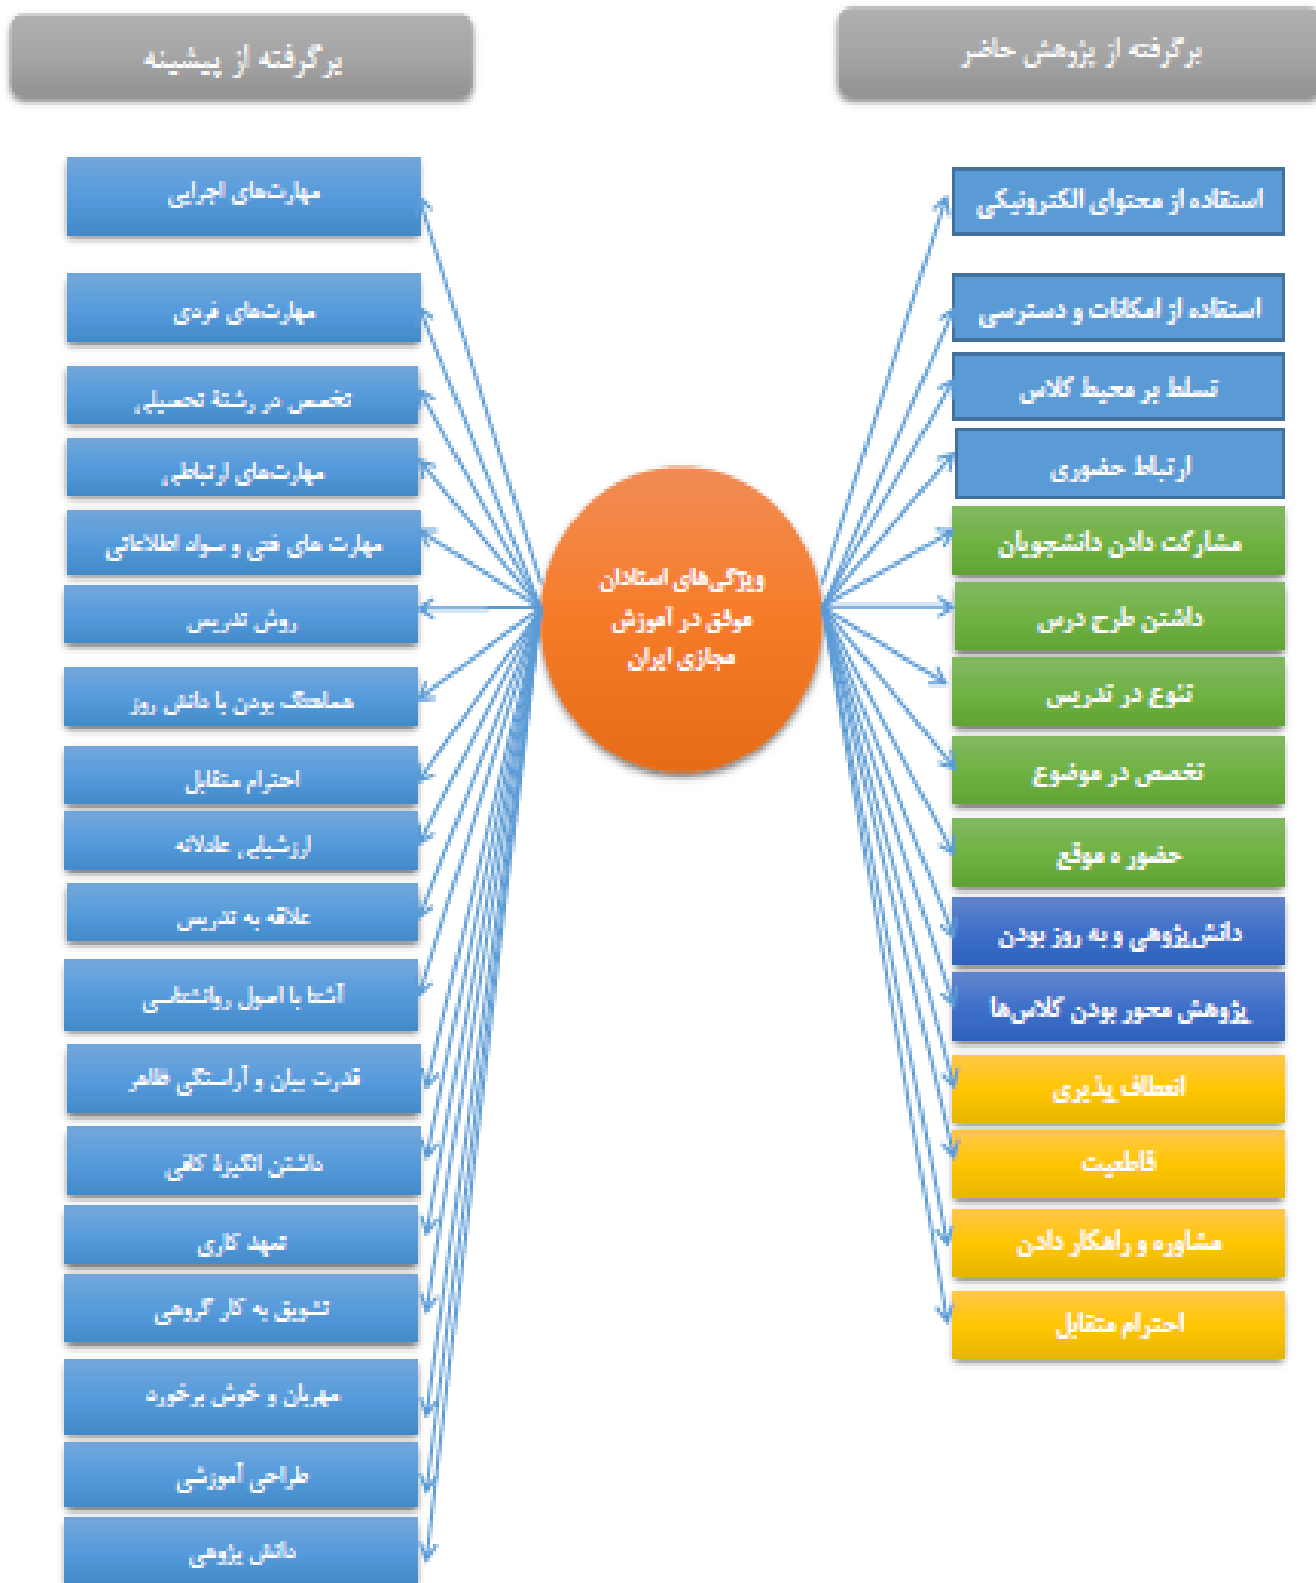 برگرفته از پژوهش حاضر
استفاده از محتوای الکترونیکی
استفاده از امکانات و دسترسی
تسلط بر محیط کلاس
ارتباط حضوری
مشارکت دادن دانشجویان
داشتن طرح درس
تنوع در تدریس
تخصص در موضوع
حضور ه موقع
دانش‌پژوهی و به روز بودن
پژوهش محور بودن کلاس‌ها
انعطاف پذیری
قاطعیت
مشاوره و راهکار دادن
احترام متقابل
ویژگی‌های استادان
موفق در آموزش
مجازی ایران
برگرفته از پیشینه
مهارت‌های اجرایی
مهارت‌های فردی
تخصص در رشتهٔ تحصیلی
مهارت‌های ارتباطی
مهارت های فنی و سواد اطلاعاتی
روش تدریس
هماهنگ بودن با دانش روز
احترام متقابل
ارزشیابی عادلانه
علاقه به تدریس
آشنا با اصول روانشناسی
قدرت بیان و آراستگی ظاهر
داشتن انگیزهٔ کافی
تعهد کاری
تشویق به کار گروهی
مهربان و خوش برخورد
طراحی آموزشی
دانش پژوهی